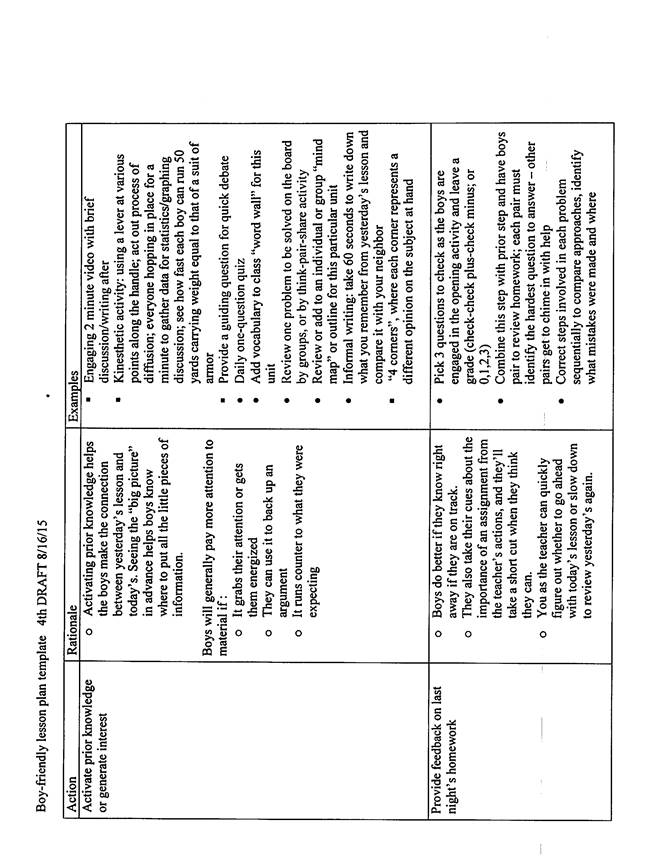 Boy-friendly lesson plan template 4th DRAFT 8/16/15
Action
Rationale
Examples
Activate prior knowledge
or generate interest
o Activating prior knowledge helps
the boys make the connection
between yesterday's lesson and
today's. Seeing the "big picture"
in advance helps boys know
where to put all the little pieces of
information.
Boys will generally pay more attention to
material if :
o It grabs their attention or gets
them energized
o They can use it to back up an
argument
o It runs counter to what they were
expecting
▪ Engaging 2 minute video with brief
discussion/writing after
▪ Kinesthetic activity: using a lever at various
points along the handle; act out process of
diffusion; everyone hopping in place for a
minute to gather data for statistics/graphing
discussion; see how fast each boy can run 50
yards carrying weight equal to that of a suit of
armor
▪ Provide a guiding question for quick debate
• Daily one-question quiz
• Add vocabulary to class "word wall" for this
unit
• Review one problem to be solved on the board
by groups, or by think-pair-share activity
• Review or add to an individual or group "mind
map" or outline for this particular unit
• Informal writing: take 60 seconds to write down
what you remember from yesterday's lesson and
compare it with your neighbor
▪ "4 corners", where each corner represents a
different opinion on the subject at hand
Provide feedback on last
night's homework
o Boys do better if they know right
away if they are on track.
o They also take their cues about the
importance of an assignment from
the teacher's actions, and they'll
take a short cut when they think
they can.
o You as the teacher can quickly
figure out whether to go ahead
with today's lesson or slow down
to review yesterday's again.
• Pick 3 questions to check as the boys are
engaged in the opening activity and leave a
grade (check-check plus-check minus; or
0,1,2,3)
• Combine this step with prior step and have boys
pair to review homework; each pair must
identify the hardest question to answer – other
pairs get to chime in with help
• Correct steps involved in each problem
sequentially to compare approaches, identify
what mistakes were made and where